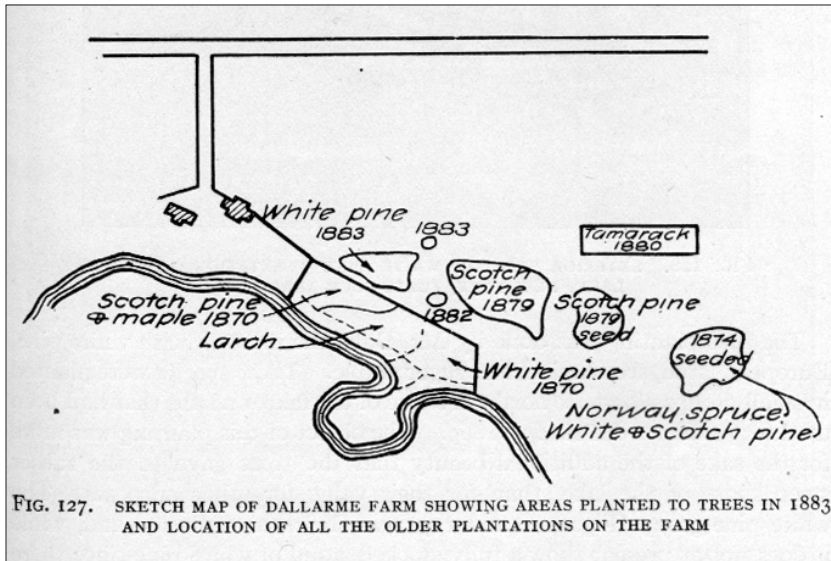 White pine
1883
1883
Tamarack
1880
Scotch
pine
1879
Scotch pine
1879
seed
Scotch pine
& maple 1870
1882
Larch
White pine
1870
1874
seeded
Norway spruce
White & Scotch pine
FIG. 127. SKETCH MAP OF DALLARME FARM SHOWING AREAS PLANTED TO TREES IN 1883
AND LOCATION OF ALL THE OLDER PLANTATIONS ON THE FARM